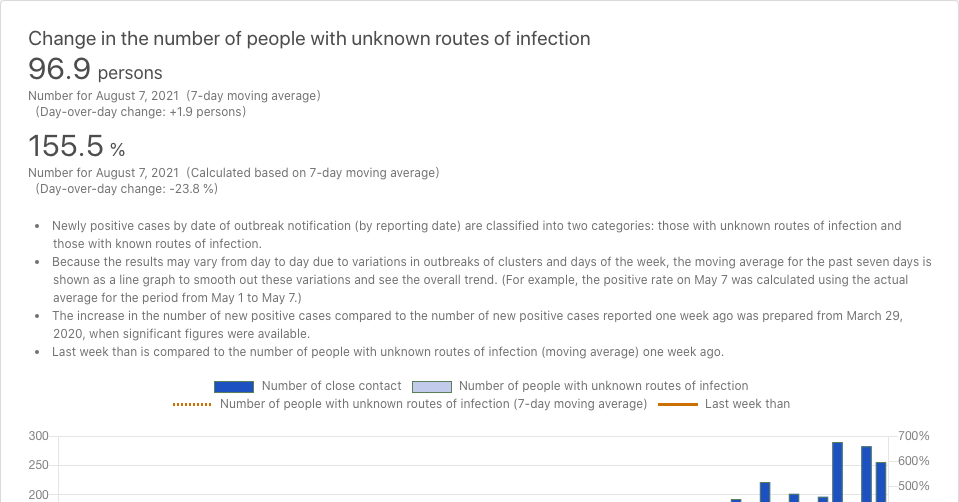 Change in the number of people with unknown routes of infection
96.9 persons
Number for August 7, 2021 (7-day moving average)
(Day-over-day change: +1.9 persons)
155.5 %
Number for August 7, 2021 (Calculated based on 7-day moving average)
(Day-over-day change: -23.8 %)
• Newly positive cases by date of outbreak notification (by reporting date) are classified into two categories: those with unknown routes of infection and
those with known routes of infection.
• Because the results may vary from day to day due to variations in outbreaks of clusters and days of the week, the moving average for the past seven days is
shown as a line graph to smooth out these variations and see the overall trend. (For example, the positive rate on May 7 was calculated using the actual
average for the period from May 1 to May 7.)
• The increase in the number of new positive cases compared to the number of new positive cases reported one week ago was prepared from March 29,
2020, when significant figures were available.
• Last week than is compared to the number of people with unknown routes of infection (moving average) one week ago.
Number of close contact Number of people with unknown routes of infection
Number of people with unknown routes of infection (7-day moving average) Last week than
300 700%
250 600%
200 500%